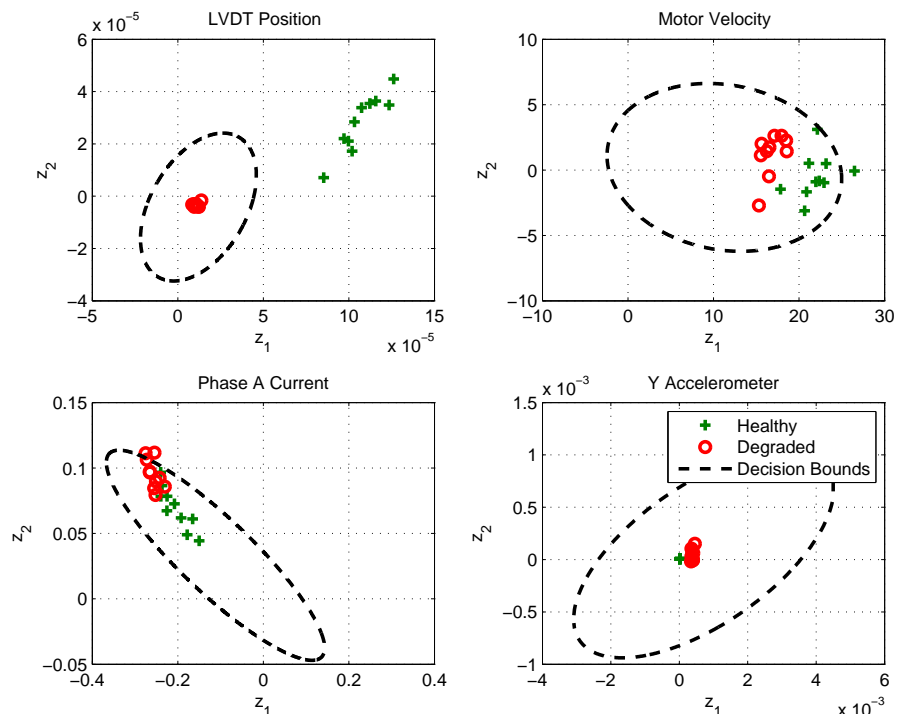 LVDT Position
x 10−5
6
4
2
0
−2
−4
−5 0 5 10 15
x 10−5
z1
z2
Motor Velocity
10
5
0
−5
−10
−10 0 10 20 30
z1
z2
Phase A Current
0.15
0.1
0.05
0
−0.05
−0.4 −0.2 0 0.2 0.4
z1
z2
Y Accelerometer
x 10−3
1.5
1
0.5
0
−0.5
−1
−4 −2 0 2 4 6
x 10−3
z1
z2
Healthy
Degraded
Decision Bounds